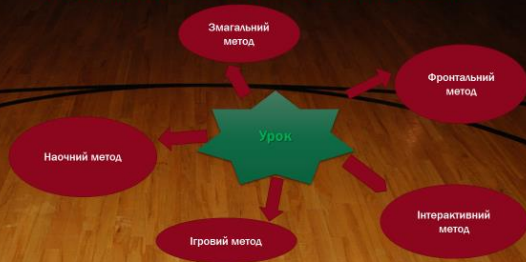 Змагальний
метод
Фронтальний
метод
Урок
Наочний метод
Інтерактивний
метод
Ігровий метод